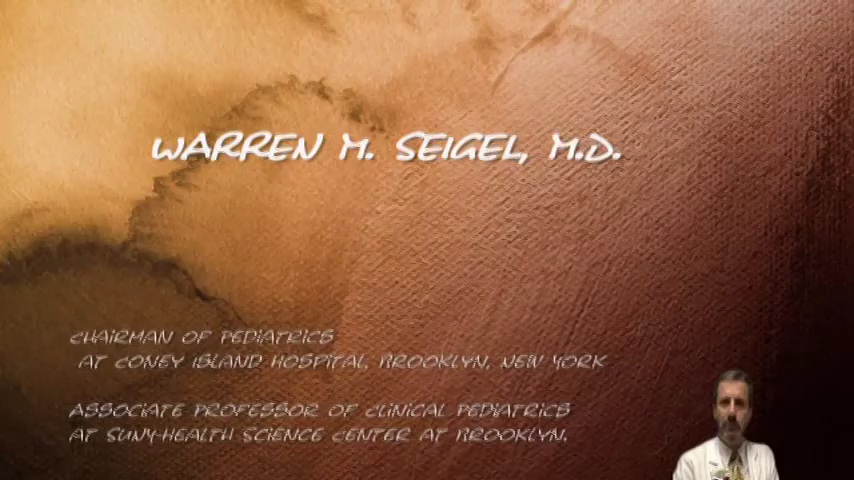 WARREN M. SEIGEL, M.D.
CHAIRMAN OF PEDIATRICS
AT CONEY ISLAND HOSPITAL, BROOKLYN, NEW YORK
ASSOCIATE PROFESSOR OF CLINICAL PEDIATRICS
AT SUNY-HEALTH SCIENCE CENTER AT BROOKLYN.